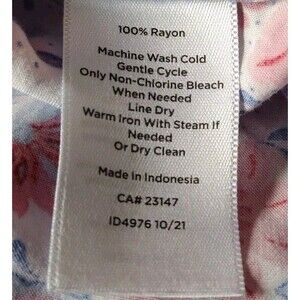 100% Rayon
Machine Wash Cold
Gentle Cycle
Only Non-Chlorine Bleach
When Needed
Line Dry
Warm Iron With Steam If
Needed
Or Dry Clean
Made in Indonesia
CA# 23147
ID4976 10/21